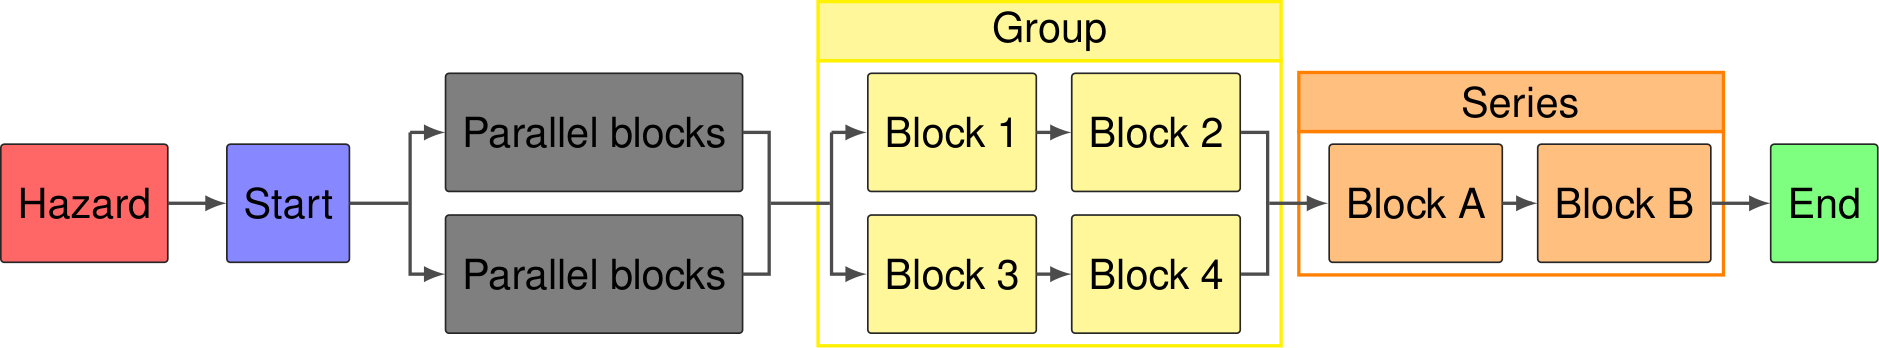 Hazard
Start
Parallel blocks
Parallel blocks
Group
Block 1
Block 2
Block 3
Block 4
Series
Block A
Block B
End